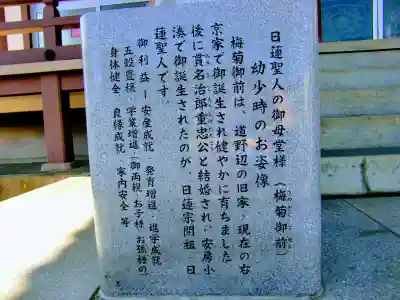 日蓮聖人の御母堂様(梅菊御前)
幼少時のお姿像
梅菊御前は、道野辺の旧家、現在の右
京家で御誕生され健やかに育ちました。
後に貫名治郎重忠公と結婚され、安房小
湊で御誕生されたのが、日蓮宗開祖 日
蓮聖人です。
御利益ー安産成就 発育増進・進学成就
五穀豊穣 学業増進(御両親・お子様・お孫様の
身体健全 良縁成就 家内安全 等